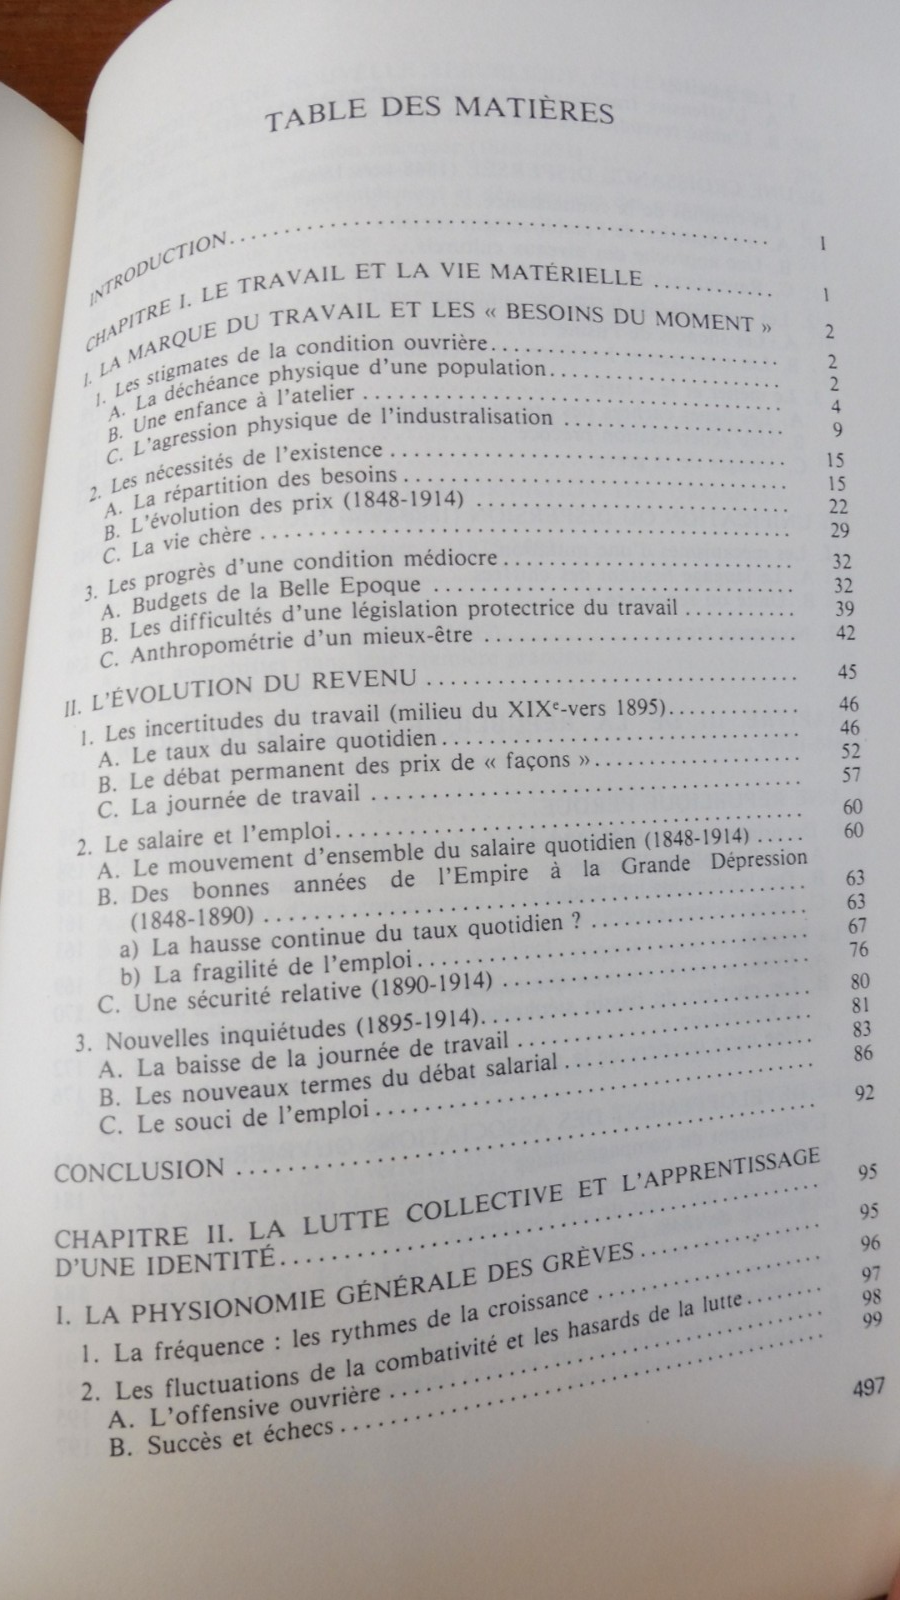 TABLE DES MATIÈRES
INTRODUCTION........................................ 1
CHAPITRE I. LE TRAVAIL ET LA VIE MATÉRIELLE ............ 1
I. LA MARQUE DU TRAVAIL ET LES « BESOINS DU MOMENT » 2
1. Les stigmates de la condition ouvrière........................ 2
A. La déchéance physique d'une population.................... 2
B. Une enfance à l'atelier .................................... 4
C. L'agression physique de l'industralisation .................... 9
2. Les nécessités de l'existence .................................. 15
A. La répartition des besoins.................................. 15
B. L'évolution des prix (1848-1914) .......................... 22
C. La vie chère ............................................ 29
3. Les progrès d'une condition médiocre........................ 32
A. Budgets de la Belle Epoque .............................. 32
B. Les difficultés d'une législation protectrice du travail .......... 39
C. Anthropométrie d'un mieux-être .......................... 42
II. L'ÉVOLUTION DU REVENU .............................. 45
1. Les incertitudes du travail (milieu du XIXe-vers 1895)............ 46
A. Le taux du salaire quotidien................................ 46
B. Le débat permanent des prix de « façons »................... 52
C. La journée de travail .................................... 57
2. Le salaire et l'emploi........................................ 60
A. Le mouvement d'ensemble du salaire quotidien (1848-1914) ..... 60
B. Des bonnes années de l'Empire à la Grande Dépression
(1848-1890) .............................................. 63
a) La hausse continue du taux quotidien ? .................. 63
b) La fragilité de l'emploi.................................. 67
C. Une sécurité relative (1890-1914) .......................... 76
3. Nouvelles inquiétudes (1895-1914)............................ 80
A. La baisse de la journée de travail .......................... 81
B. Les nouveaux termes du débat salarial ...................... 83
C. Le souci de l'emploi...................................... 86
CONCLUSION .............................................. 92
CHAPITRE II. LA LUTTE COLLECTIVE ET L'APPRENTISSAGE
D'UNE IDENTITÉ............................................ 95
I. LA PHYSIONOMIE GÉNÉRALE DES GRÈVES................ 95
1. La fréquence : les rythmes de la croissance .................... 96
2. Les fluctuations de la combativité et les hasards de la lutte........ 97
A. L'offensive ouvrière ...................................... 98
B. Succès et échecs.......................................... 99
497